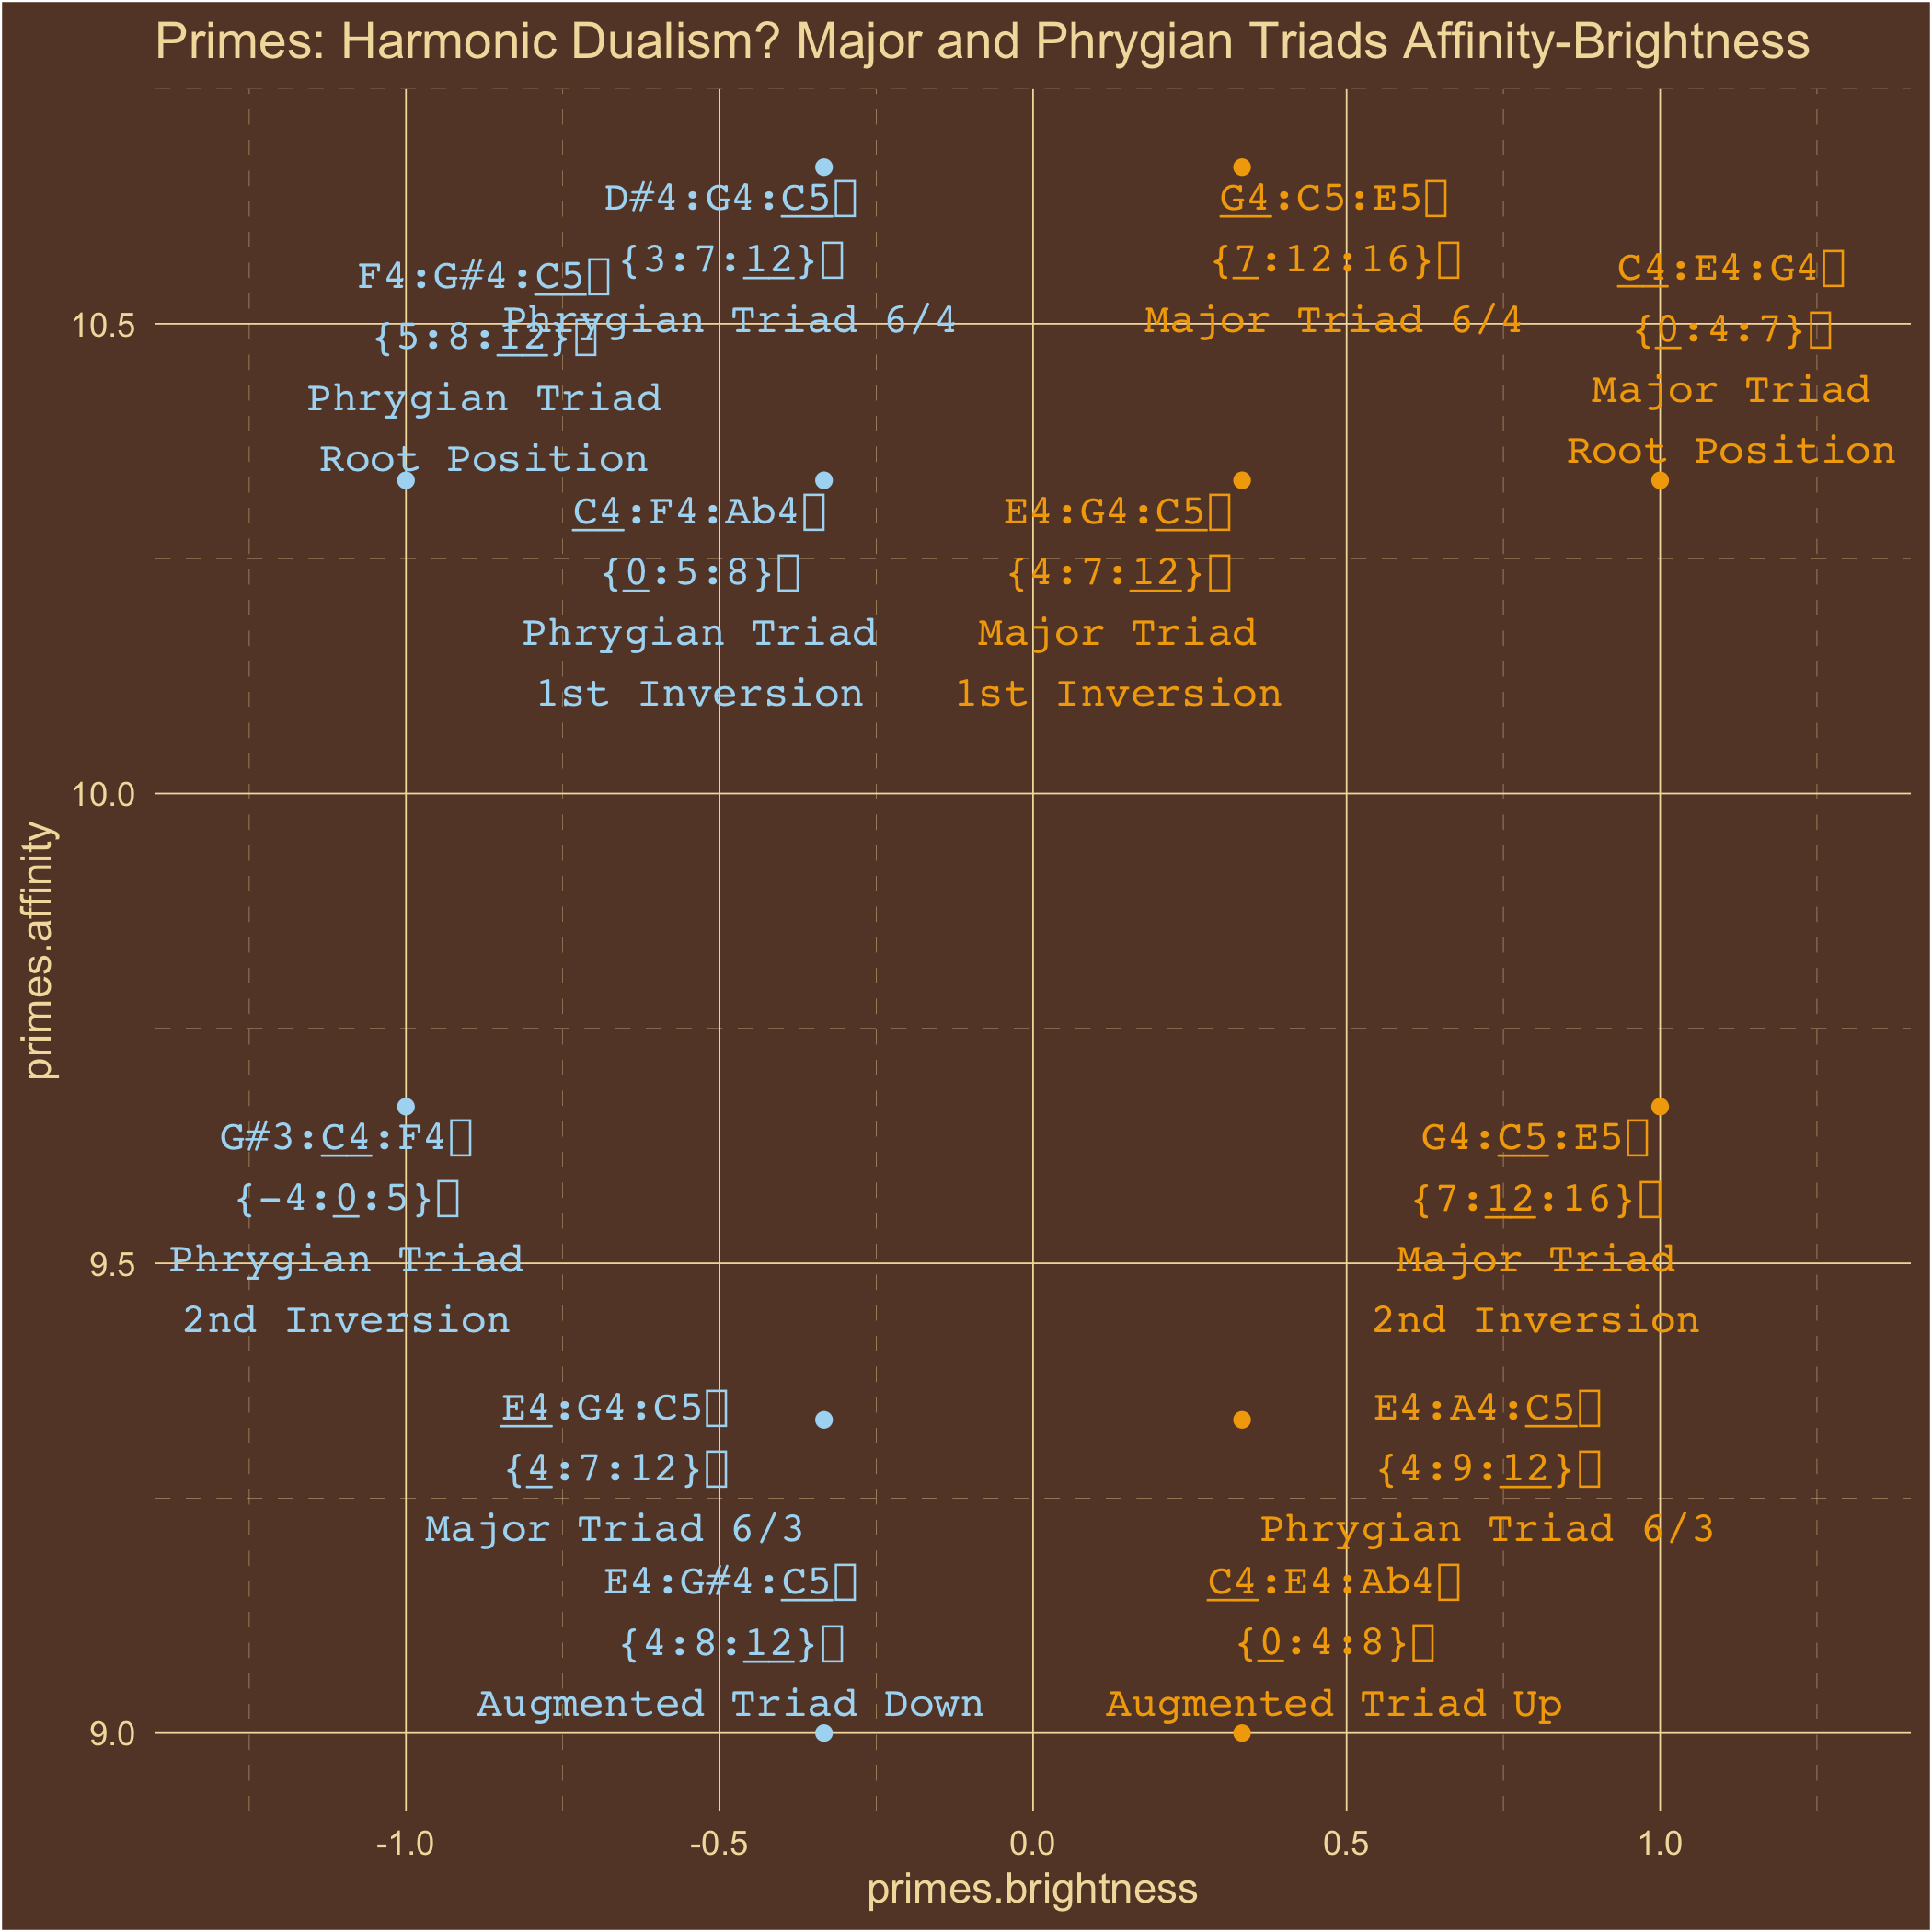 Primes: Harmonic Dualism? Major and Phrygian Triads Affinity-Brightness
D#4:G4:C5
{3:7:12}
Phrygian Triad 6/4
G4:C5:E5
{7:12:16}
Major Triad 6/4
F4:G#4:C5
{5:8:12}
Phrygian Triad
Root Position
C4:E4:G4
{0:4:7}
Major Triad
Root Position
C4:F4:Ab4
{0:5:8}
Phrygian Triad
1st Inversion
E4:G4:C5
{4:7:12}
Major Triad
1st Inversion
G#3:C4:F4
{-4:0:5}
Phrygian Triad
2nd Inversion
G4:C5:E5
{7:12:16}
Major Triad
2nd Inversion
E4:G4:C5
{4:7:12}
Major Triad 6/3
E4:A4:C5
{4:9:12}
Phrygian Triad 6/3
E4:G#4:C5
{4:8:12}
Augmented Triad Down
C4:E4:Ab4
{0:4:8}
Augmented Triad Up
primes.affinity
10.5
10.0
9.5
9.0
-1.0
-0.5
0.0
0.5
1.0
primes.brightness